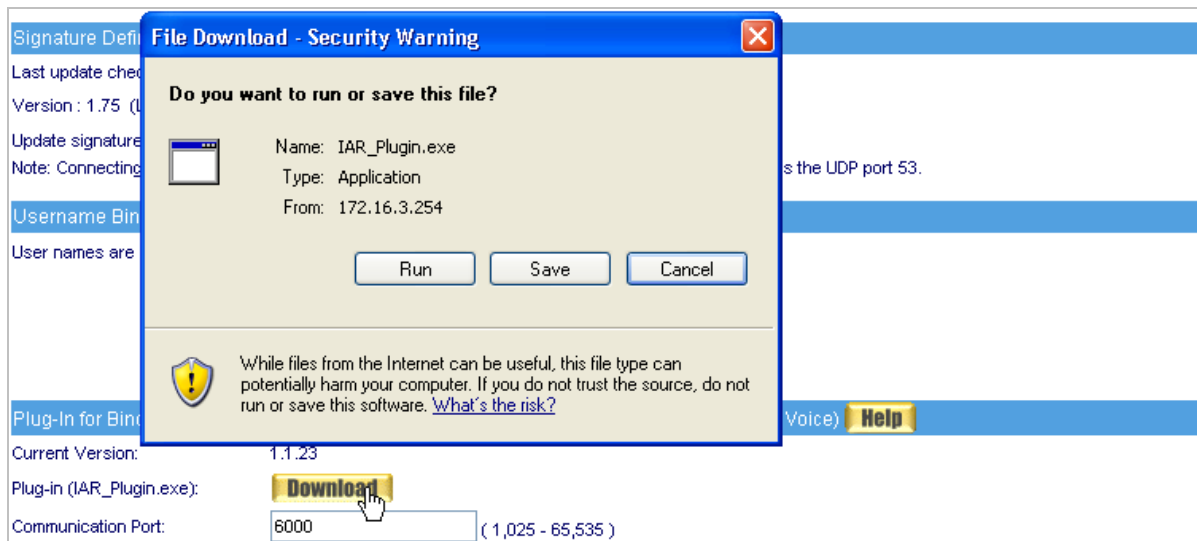 Signature Defi
File Download - Security Warning
Last update chec
Do you want to run or save this file?
Version : 1.75 (L
Update signature
Name: IAR_Plugin.exe
Note: Connecting
s the UDP port 53.
Type: Application
From: 172.16.3.254
Username Bin
User names are
Run Save Cancel
While files from the Internet can be useful, this file type can
potentially harm your computer. If you do not trust the source, do not
run or save this software. What's the risk?
Plug-In for Bind
Voice) Help
Current Version: 1.1.23
Plug-in (IAR_Plugin.exe): Download
Communication Port: 6000 ( 1,025 - 65,535 )